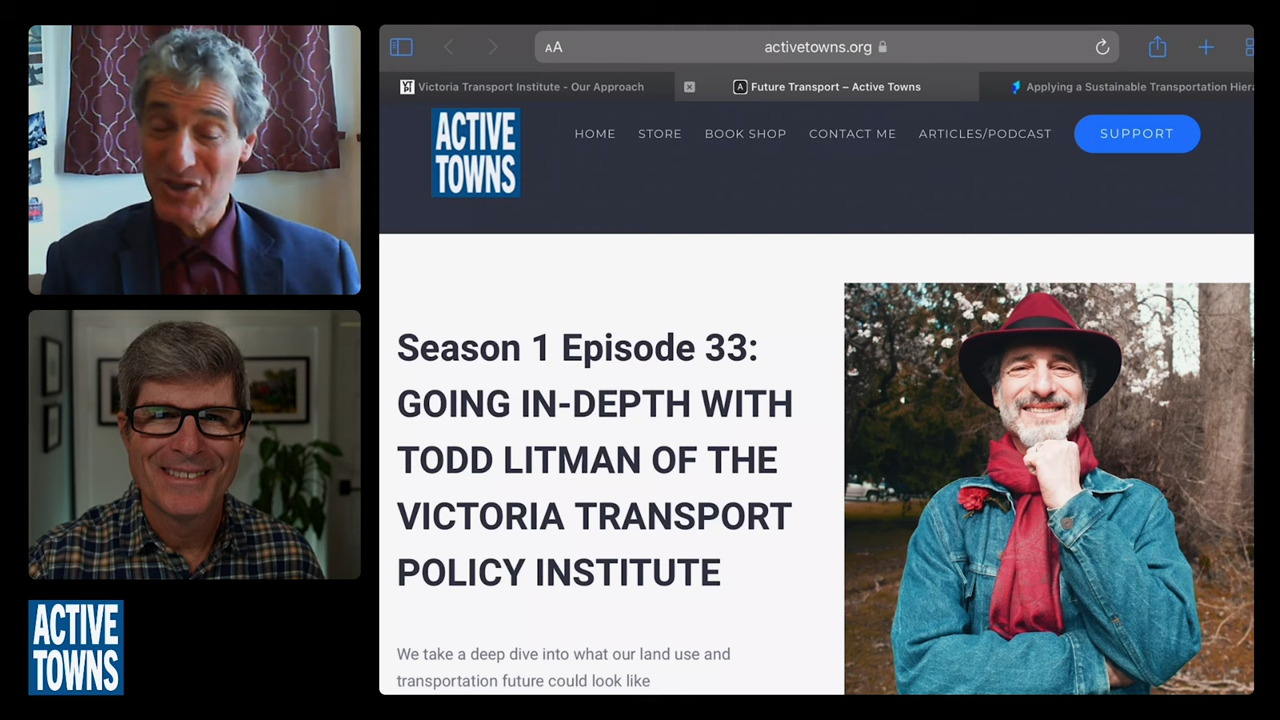 AA
activetowns.org
Victoria Transport Institute - Our Approach
Future Transport – Active Towns
Applying a Sustainable Transportation Hiera
ACTIVE
TOWNS
HOME
STORE
BOOK SHOP
CONTACT ME
ARTICLES/PODCAST
SUPPORT
Season 1 Episode 33:
GOING IN-DEPTH WITH
TODD LITMAN OF THE
VICTORIA TRANSPORT
POLICY INSTITUTE
We take a deep dive into what our land use and
transportation future could look like
ACTIVE
TOWNS